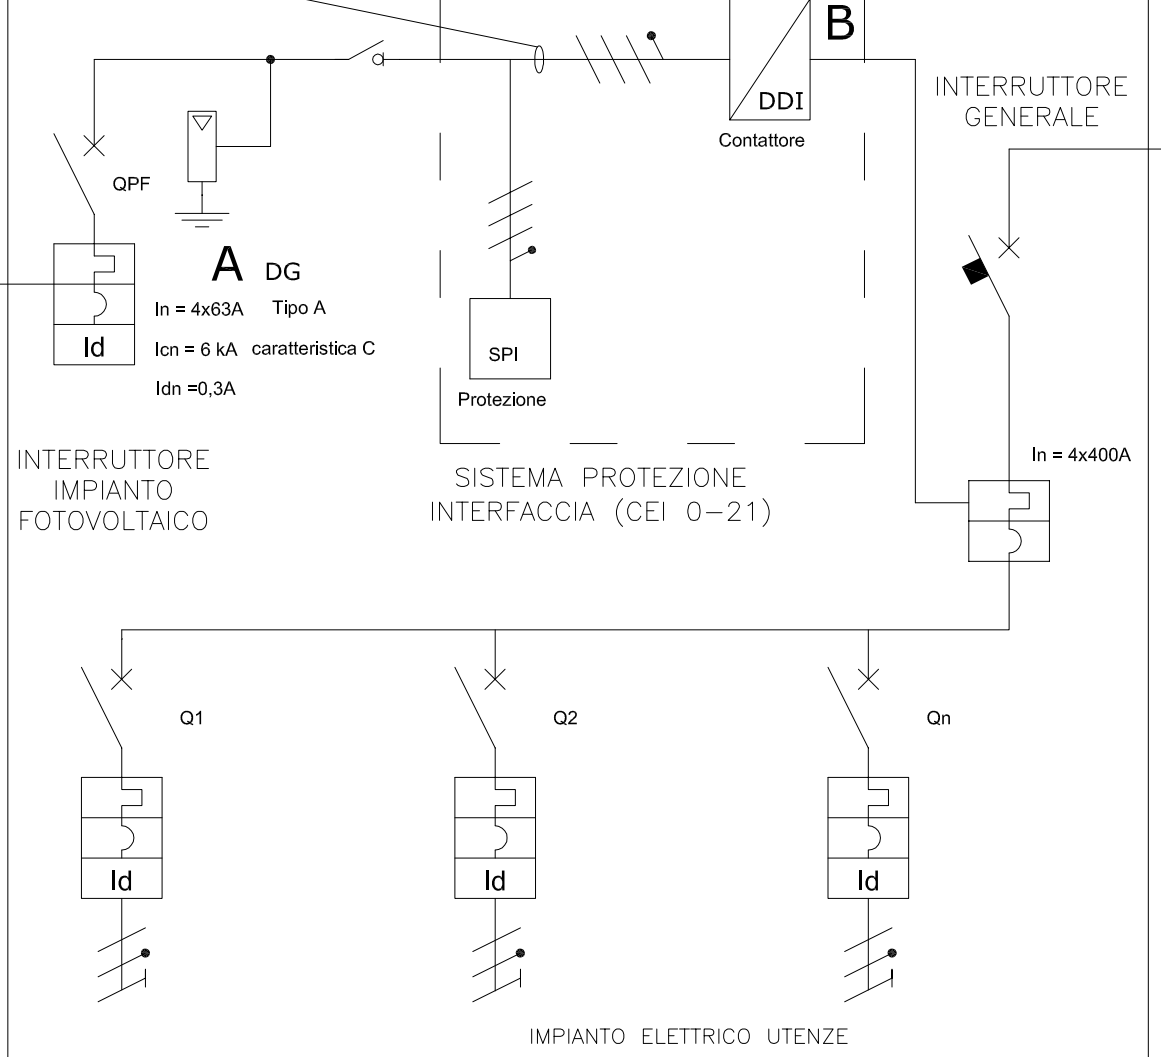 B
DDI
Contattore
INTERRUTTORE
GENERALE
QPF
A DG
In = 4x63A Tipo A
Icn = 6 kA caratteristica C
Idn =0,3A
Id
SPI
Protezione
INTERRUTTORE
IMPIANTO
FOTOVOLTAICO
SISTEMA PROTEZIONE
INTERFACCIA (CEI 0-21)
In = 4x400A
Q1
Q2
Qn
Id
Id
Id
IMPIANTO ELETTRICO UTENZE